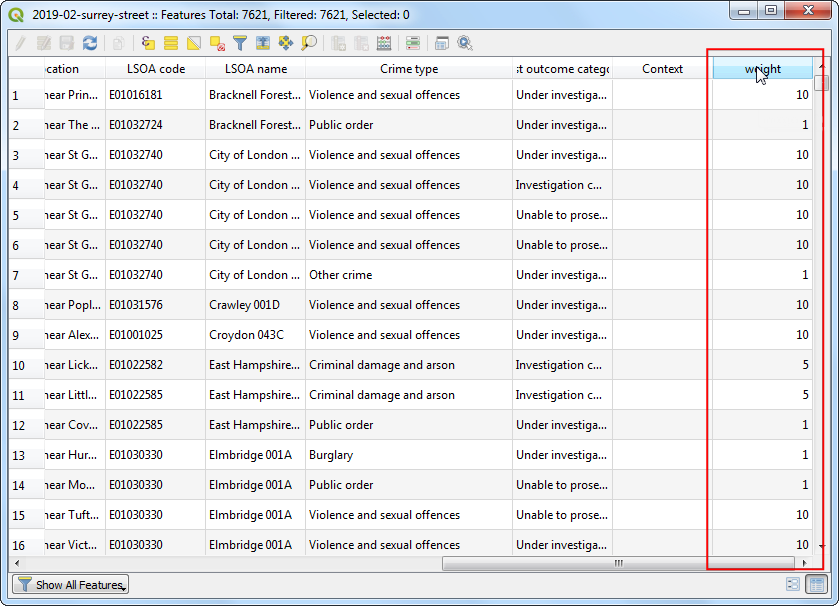 2019-02-surrey-street :: Features Total: 7621, Filtered: 7621, Selected: 0
cation LSOA code LSOA name Crime type st outcome categ Context weight
1 near Prin... E01016181 Bracknell Forest... Violence and sexual offences Under investiga... 10
2 near The ... E01032724 Bracknell Forest... Public order Under investiga... 1
3 near St G... E01032740 City of London ... Violence and sexual offences Under investiga... 10
4 near St G... E01032740 City of London ... Violence and sexual offences Investigation c... 10
5 near St G... E01032740 City of London ... Violence and sexual offences Unable to prose... 10
6 near St G... E01032740 City of London ... Violence and sexual offences Unable to prose... 10
7 near St G... E01032740 City of London ... Other crime Under investiga... 1
8 near Popl... E01031576 Crawley 001D Violence and sexual offences Under investiga... 10
9 near Alex... E01001025 Croydon 043C Violence and sexual offences Under investiga... 10
10 near Lick... E01022582 East Hampshire... Criminal damage and arson Investigation c... 5
11 near Littl... E01022585 East Hampshire... Criminal damage and arson Investigation c... 5
12 near Cov... E01022585 East Hampshire... Public order Under investiga... 1
13 near Hur... E01030330 Elmbridge 001A Burglary Under investiga... 1
14 near Mo... E01030330 Elmbridge 001A Public order Unable to prose... 1
15 near Tuft... E01030330 Elmbridge 001A Violence and sexual offences Unable to prose... 10
16 near Vict... E01030330 Elmbridge 001A Violence and sexual offences Under investiga... 10
Show All Features